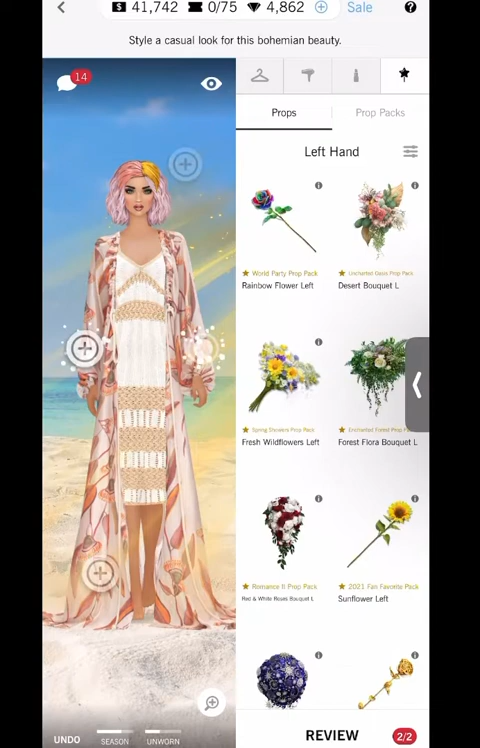 41,742 0/75 4,862 Sale
Style a casual look for this bohemian beauty.
14
Props Prop Packs
Left Hand
World Party Prop Pack
Rainbow Flower Left
Uncharted Oasis Prop Pack
Desert Bouquet L
Spring Showers Prop Pack
Fresh Wildflowers Left
Enchanted Forest Prop Pack
Forest Flora Bouquet L
Romance It Prop Pack
Red & White Roses Bouquet L
2021 Fan Favorite Pack
Sunflower Left
UNDO SEASON UNWORN
REVIEW 2/2